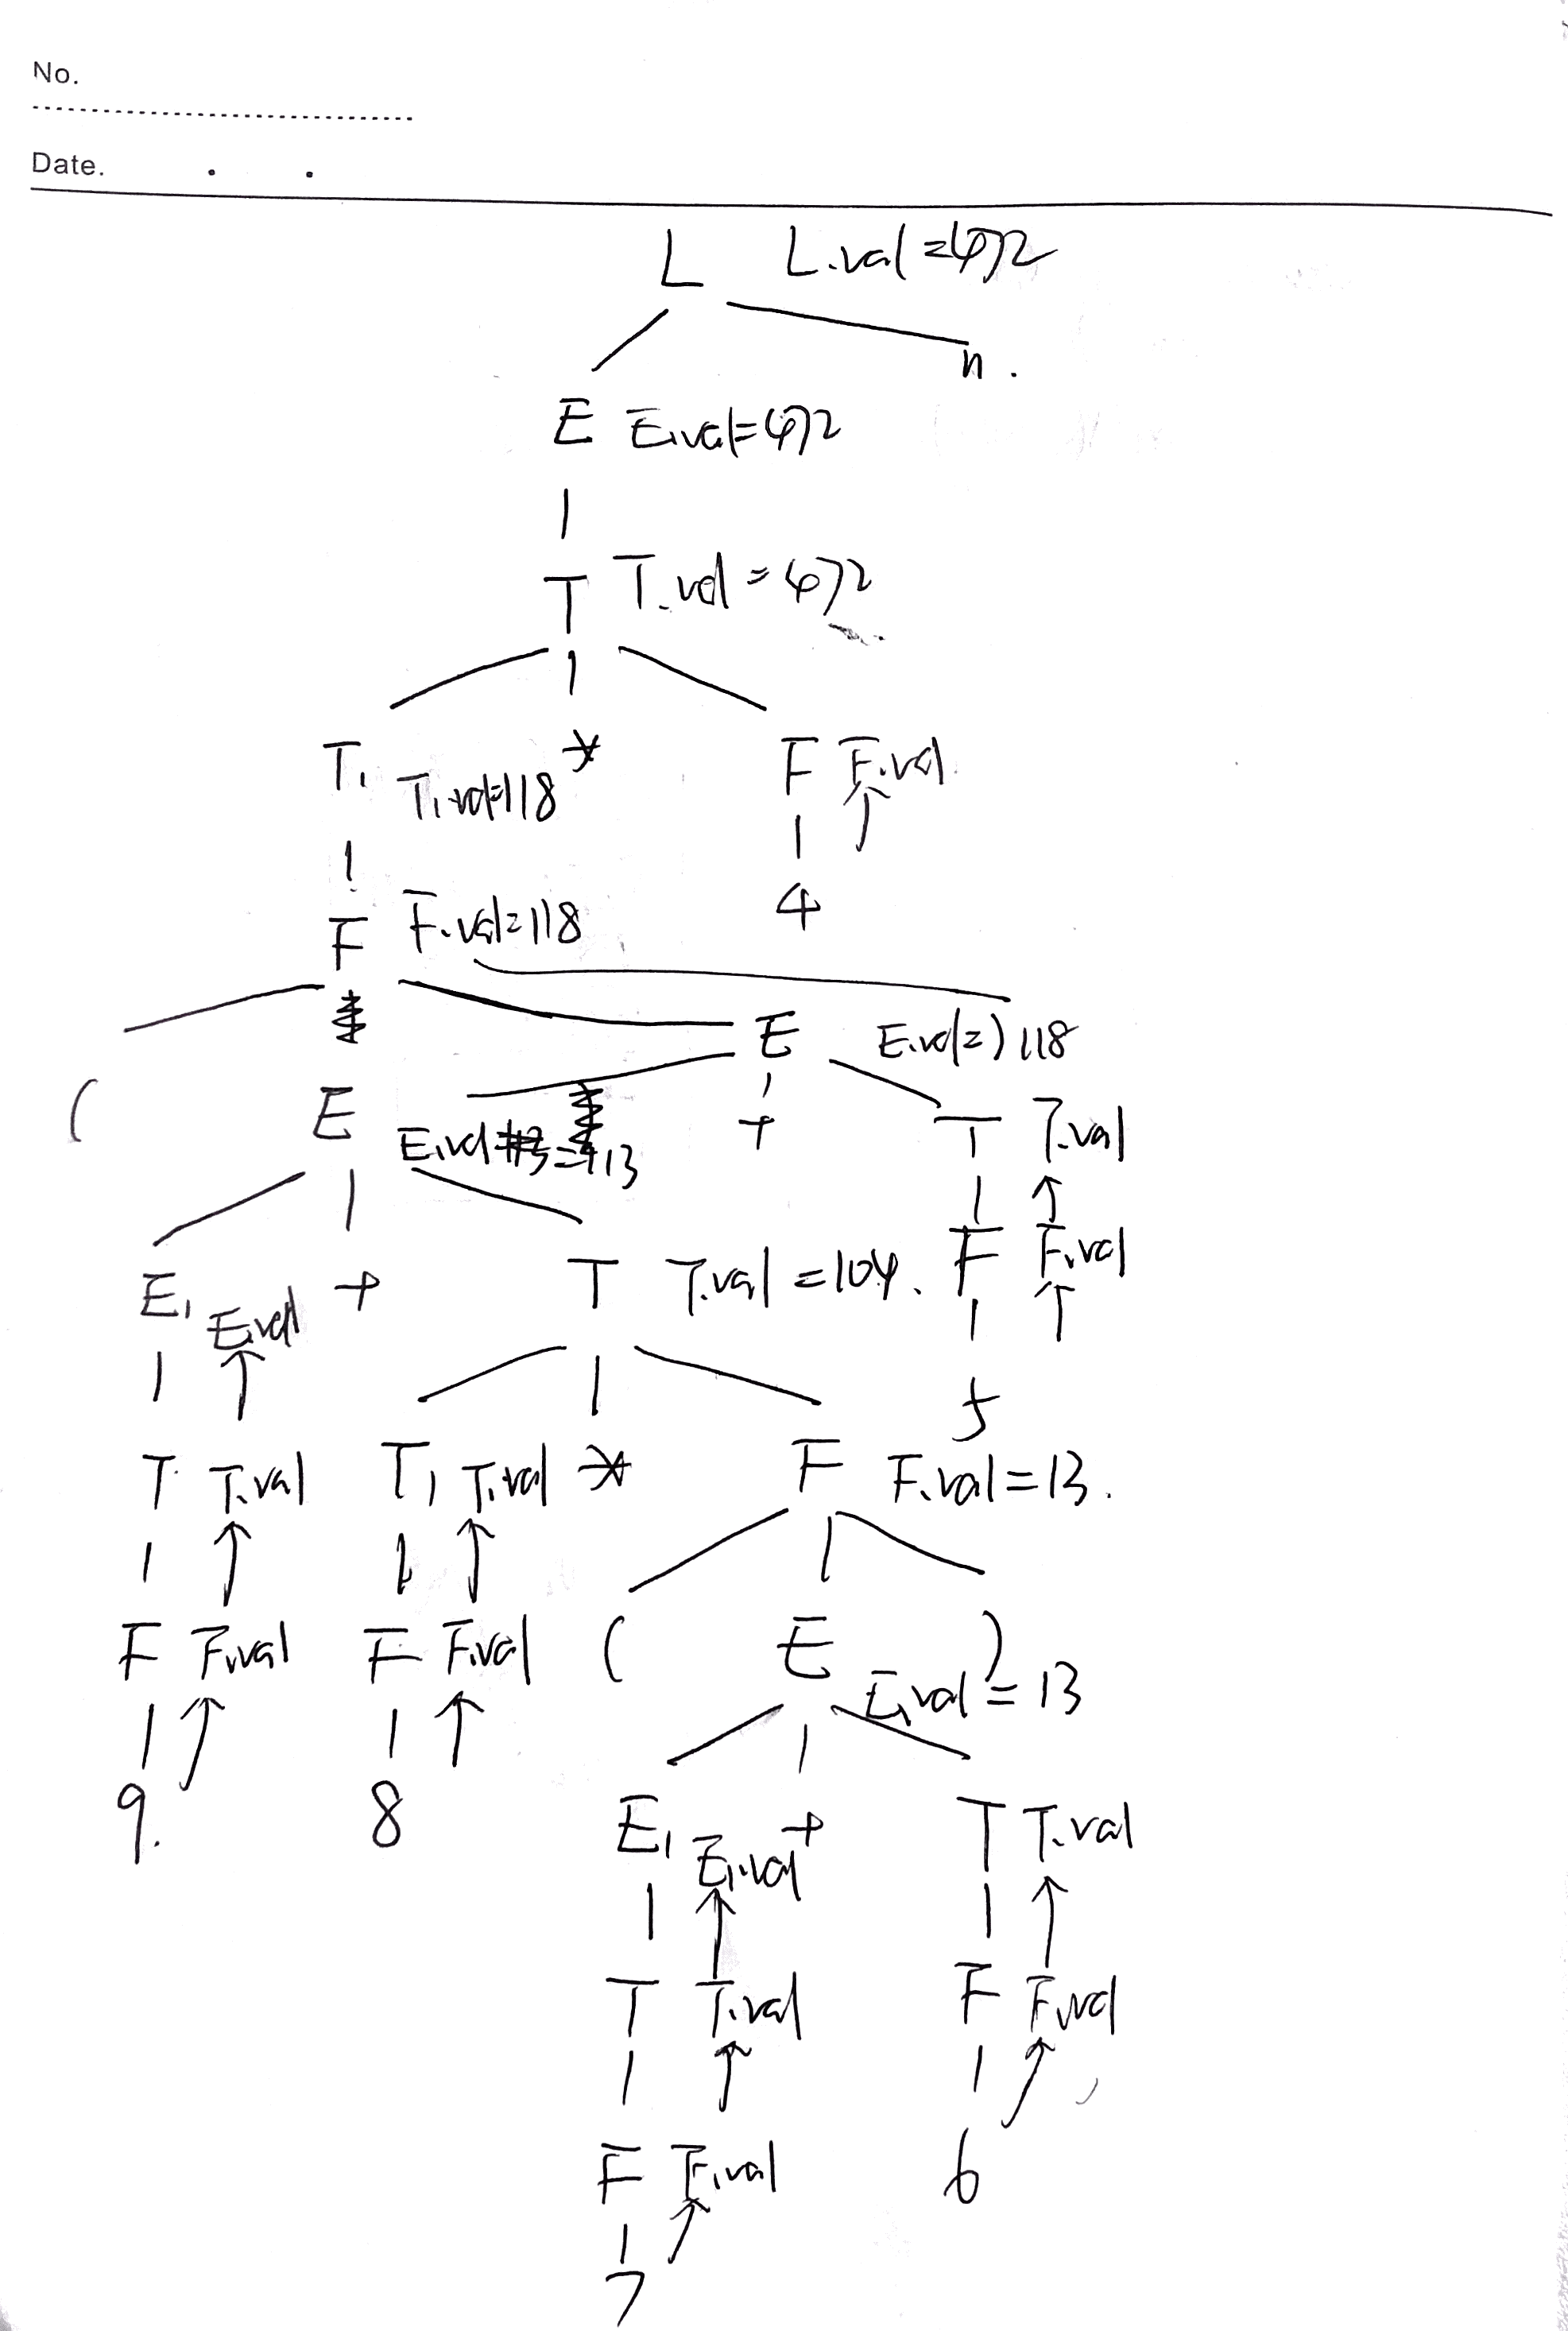 No.
Date. . .
L L.val=472
n.
E E.val=472
T T.val=472
T₁ T₁.val=118 * F F.val
F F.val=118 4
E E.val=) 118
( E E.val =113 + T T.val
E₁ E.val + T T.val=104. F F.val
5
T T.val T₁ T₁.val * F F.val=13.
F F.val F F.val ( E ) E.val=13
9. 8 E₁ E₁.val + T T.val
T T.val F F.val
F F.val 6
7